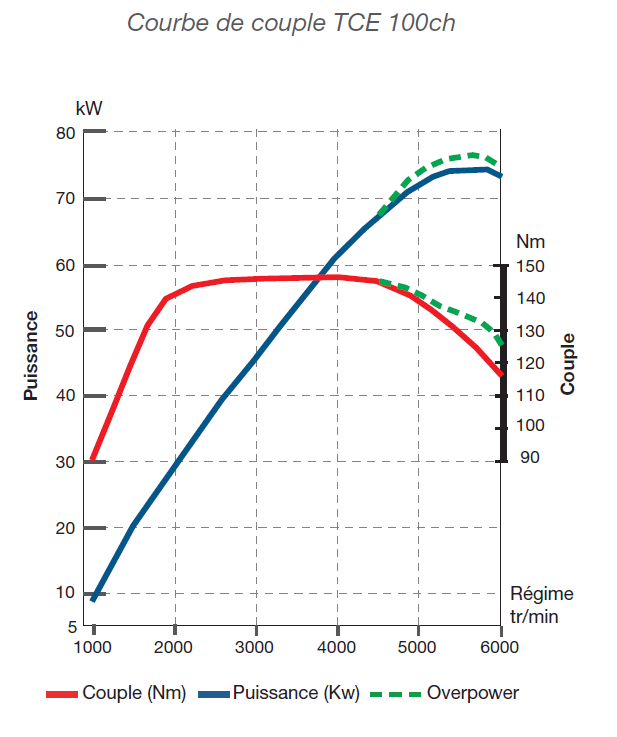 Courbe de couple TCE 100ch
kW
80
70
60
50
40
30
20
10
5
Puissance
Nm
150
140
130
120
110
100
90
Couple
Régime
tr/min
1000 2000 3000 4000 5000 6000
Couple (Nm) Puissance (Kw) Overpower